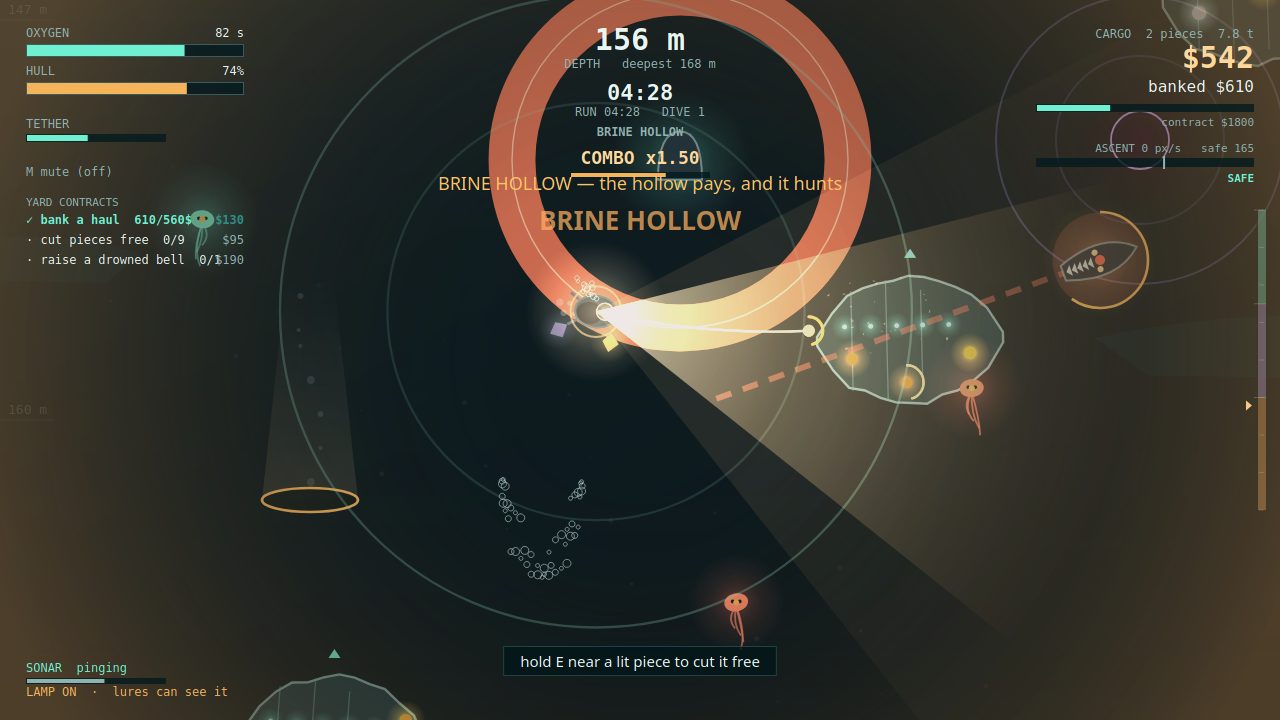 147 m
OXYGEN 82 s
HULL 74%
TETHER
M mute (off)
YARD CONTRACTS
✓ bank a haul 610/560$ $130
· cut pieces free 0/9 $95
· raise a drowned bell 0/1 $190
160 m
156 m
DEPTH deepest 168 m
04:28
RUN 04:28 DIVE 1
BRINE HOLLOW
COMBO x1.50
BRINE HOLLOW — the hollow pays, and it hunts
BRINE HOLLOW
CARGO 2 pieces 7.8 t
$542
banked $610
contract $1800
ASCENT 0 px/s safe 165
SAFE
hold E near a lit piece to cut it free
SONAR pinging
LAMP ON · lures can see it